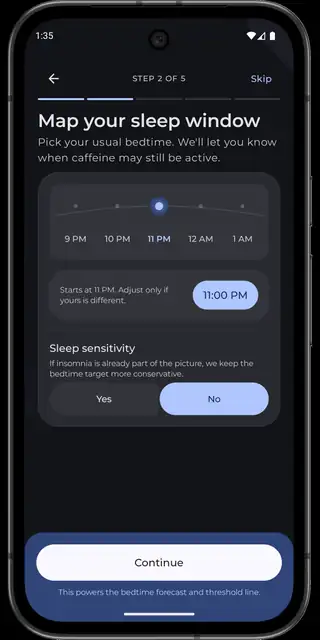 1:35
STEP 2 OF 5
Skip
Map your sleep window
Pick your usual bedtime. We'll let you know
when caffeine may still be active.
9 PM
10 PM
11 PM
12 AM
1 AM
Starts at 11 PM. Adjust only if
yours is different.
11:00 PM
Sleep sensitivity
If insomnia is already part of the picture, we keep the
bedtime target more conservative.
Yes
No
Continue
This powers the bedtime forecast and threshold line.